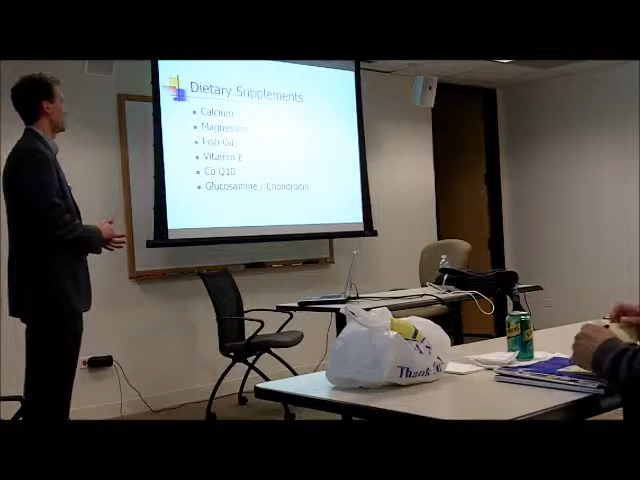 Dietary Supplements
Calcium
Magnesium
Fish Oil
Vitamin E
Co Q10
Glucosamine / Chondroitin
Thank